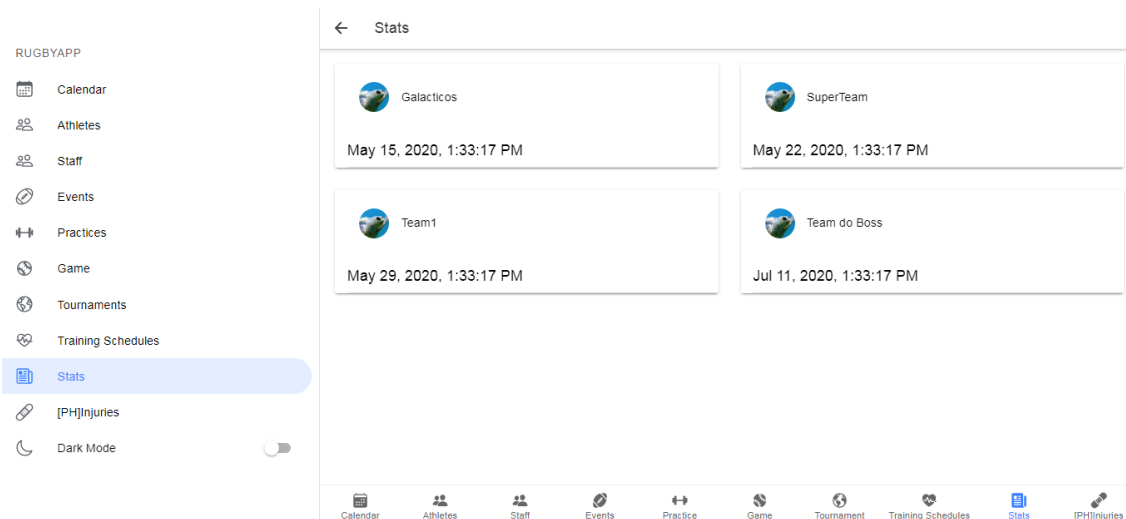 RUGBYAPP
Calendar
Athletes
Staff
Events
Practices
Game
Tournaments
Training Schedules
Stats
[PH]Injuries
Dark Mode
Stats
Galacticos
May 15, 2020, 1:33:17 PM
SuperTeam
May 22, 2020, 1:33:17 PM
Team1
May 29, 2020, 1:33:17 PM
Team do Boss
Jul 11, 2020, 1:33:17 PM
Calendar
Athletes
Staff
Events
Practice
Game
Tournament
Training Schedules
Stats
[PH]Injuries